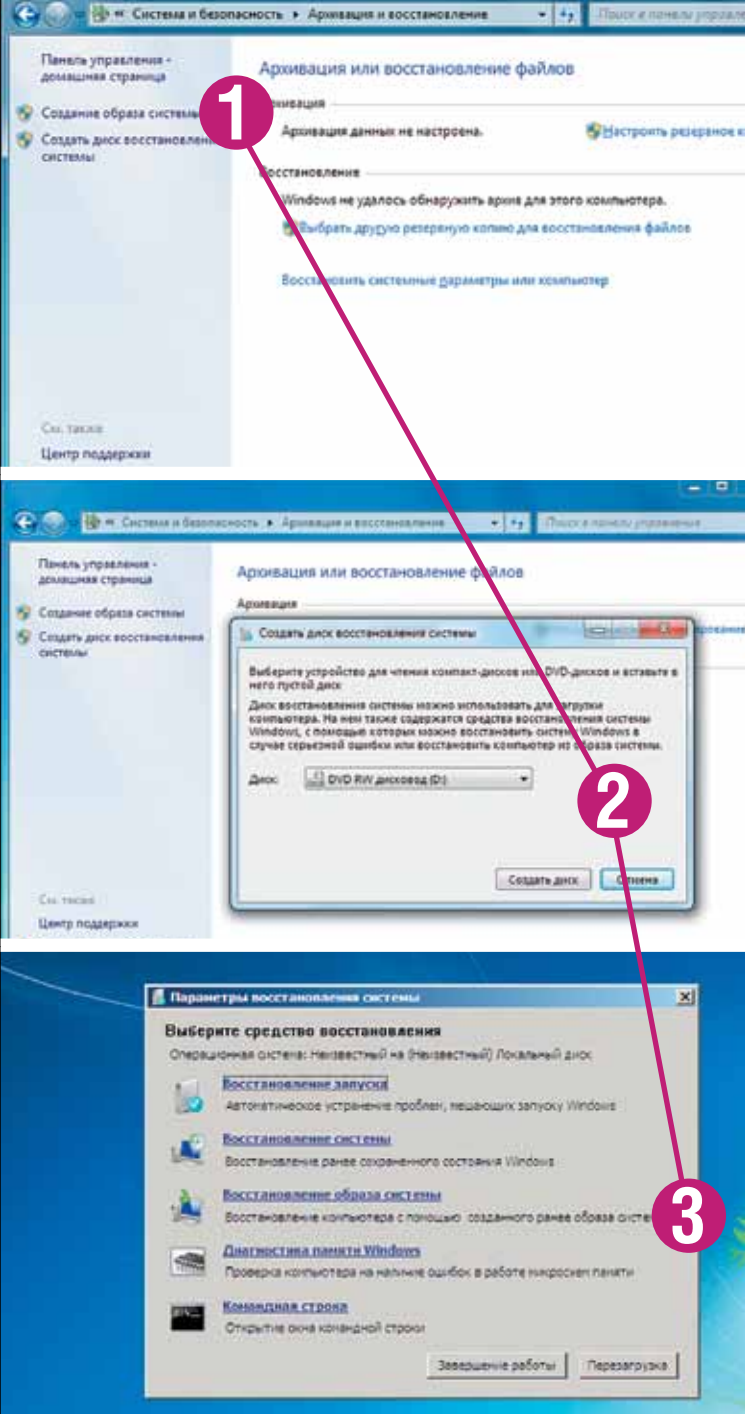 Система и безопасность ▸ Архивация и восстановление
Поиск в панели управле
Панель управления -
домашняя страница
Создание образа системы
Создать диск восстановлени
системы
См. также
Центр поддержки
Архивация или восстановление файлов
Архивация данных не настроена.
Настроить резервное к
Восстановление
Windows не удалось обнаружить архив для этого компьютера.
Выбрать другую резервную копию для восстановления файлов
Восстановить системные параметры или компьютер
1
Система и безопасность ▸ Архивация и восстановление
Поиск в панели управления
Панель управления -
домашняя страница
Создание образа системы
Создать диск восстановления
системы
См. также
Центр поддержки
Архивация или восстановление файлов
Архивация
Создать диск восстановления системы
Выберите устройство для чтения компакт-дисков или DVD-дисков и вставьте в
него пустой диск
Диск восстановления системы можно использовать для загрузки
компьютера. На нем также содержатся средства восстановления системы
Windows, с помощью которых можно восстановить систему Windows в
случае серьезной ошибки или восстановить компьютер из образа системы.
Диск: DVD RW дисковод (D:)
2
Создать диск Отмена
Параметры восстановления системы
Выберите средство восстановления
Операционная система: Неизвестный на (Неизвестный) Локальный диск
Восстановление запуска
Автоматическое устранение проблем, мешающих запуску Windows
Восстановление системы
Восстановление ранее сохраненного состояния Windows
Восстановление образа системы
Восстановление компьютера с помощью созданного ранее образа систе
3
Диагностика памяти Windows
Проверка компьютера на наличие ошибок в работе микросхем памяти
Командная строка
Открытие окна командной строки
Завершение работы Перезагрузка